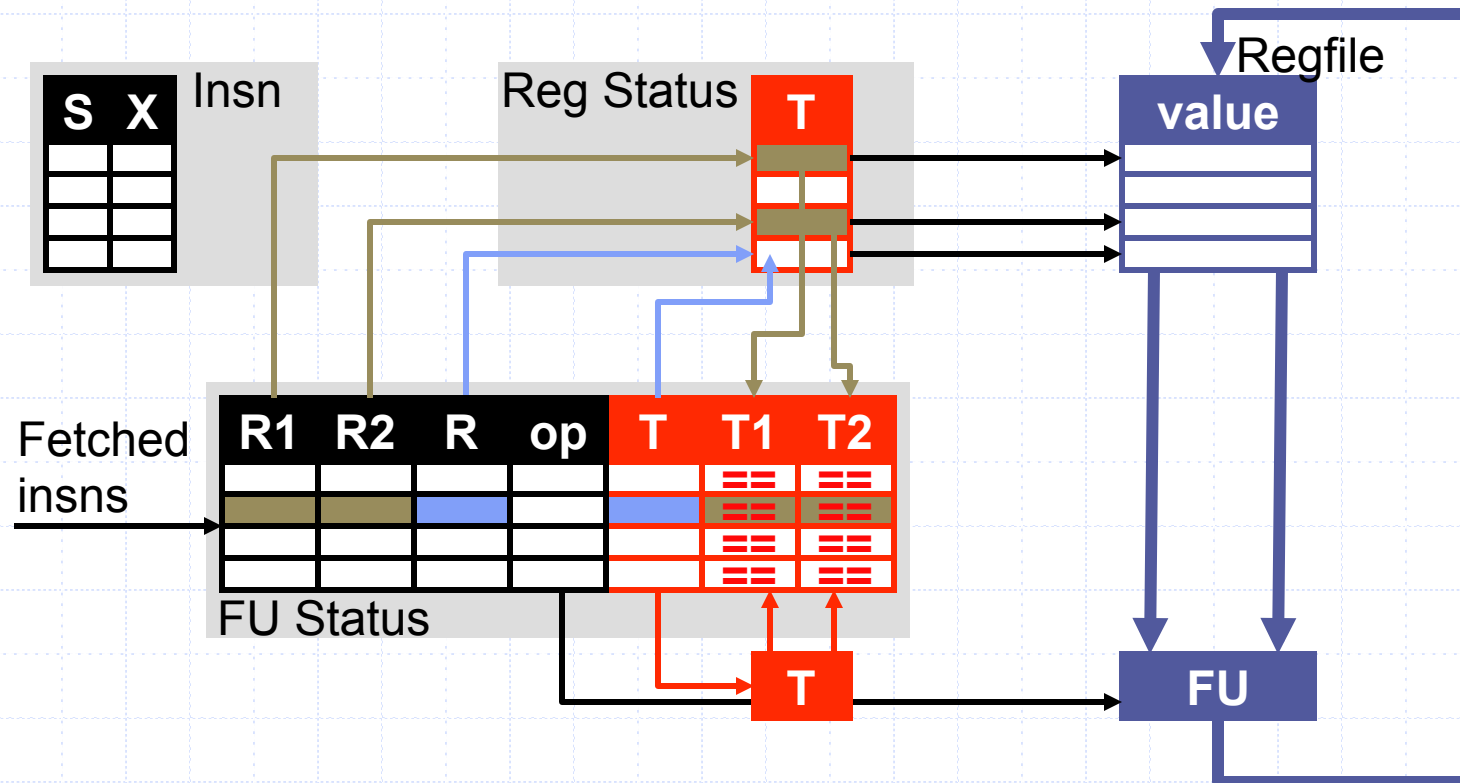 Insn
S X
Reg Status
T
Regfile
value
Fetched
insns
R1 R2 R op T T1 T2
== ==
== ==
== ==
== ==
FU Status
T
FU